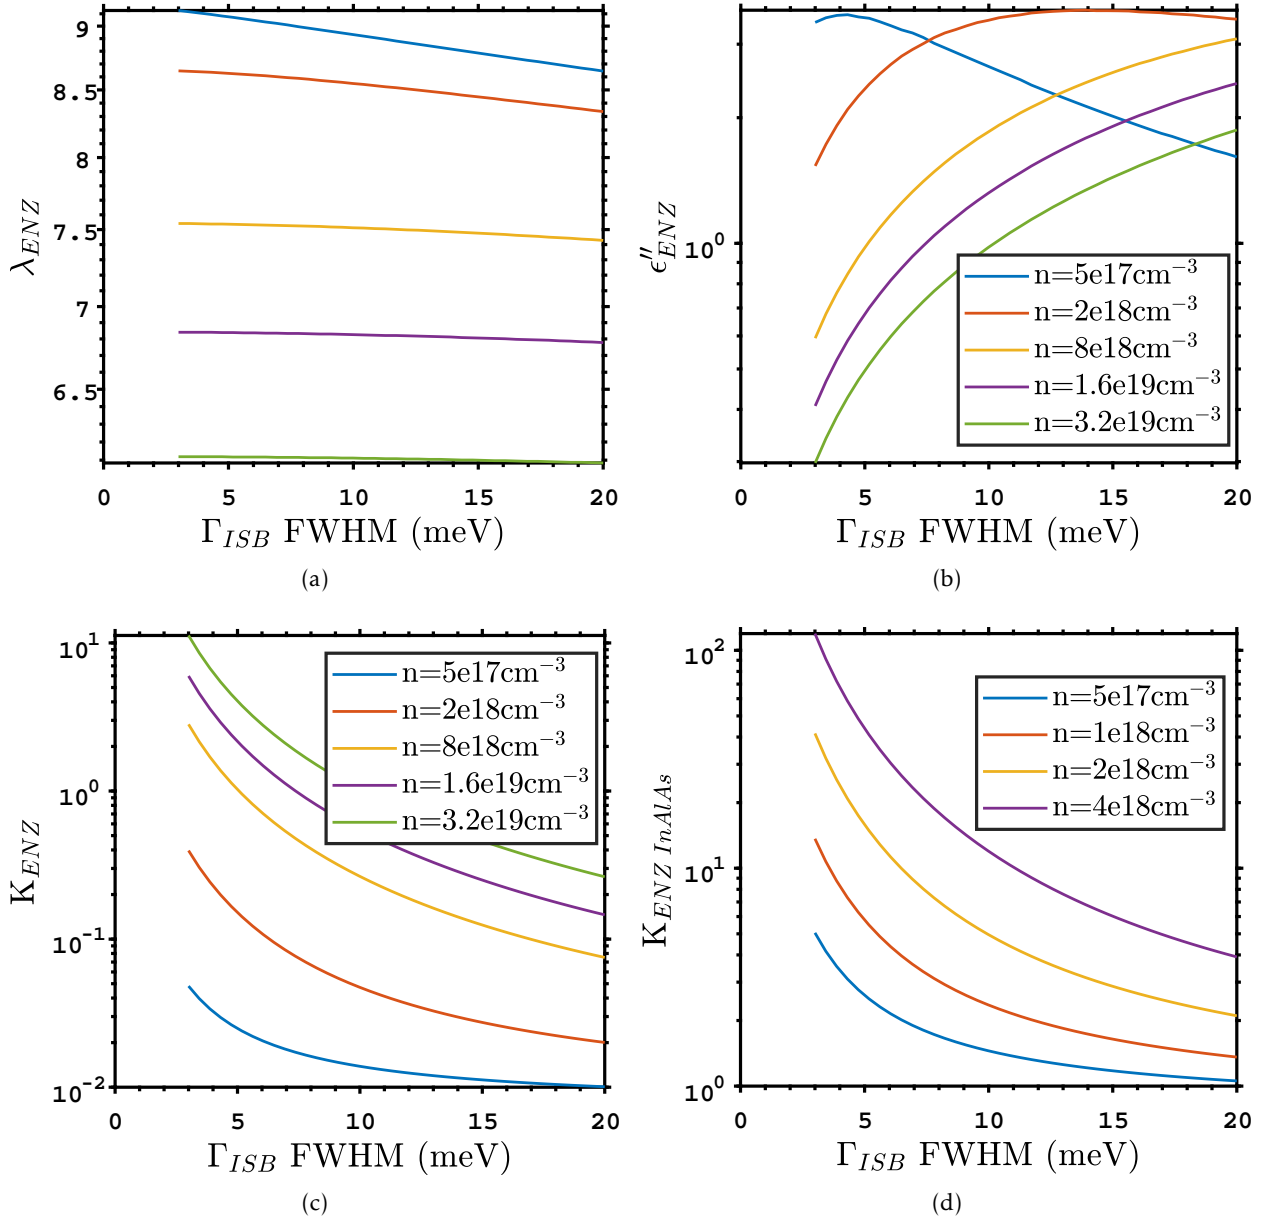 9
8.5
8
7.5
7
6.5
λ_ENZ
0 5 10 15 20
Γ_ISB FWHM (meV)
(a)
10^0
ϵ″_ENZ
n=5e17cm^−3
n=2e18cm^−3
n=8e18cm^−3
n=1.6e19cm^−3
n=3.2e19cm^−3
0 5 10 15 20
Γ_ISB FWHM (meV)
(b)
10^1
10^0
10^−1
10^−2
K_ENZ
n=5e17cm^−3
n=2e18cm^−3
n=8e18cm^−3
n=1.6e19cm^−3
n=3.2e19cm^−3
0 5 10 15 20
Γ_ISB FWHM (meV)
(c)
10^2
10^1
10^0
K_ENZ InAlAs
n=5e17cm^−3
n=1e18cm^−3
n=2e18cm^−3
n=4e18cm^−3
0 5 10 15 20
Γ_ISB FWHM (meV)
(d)